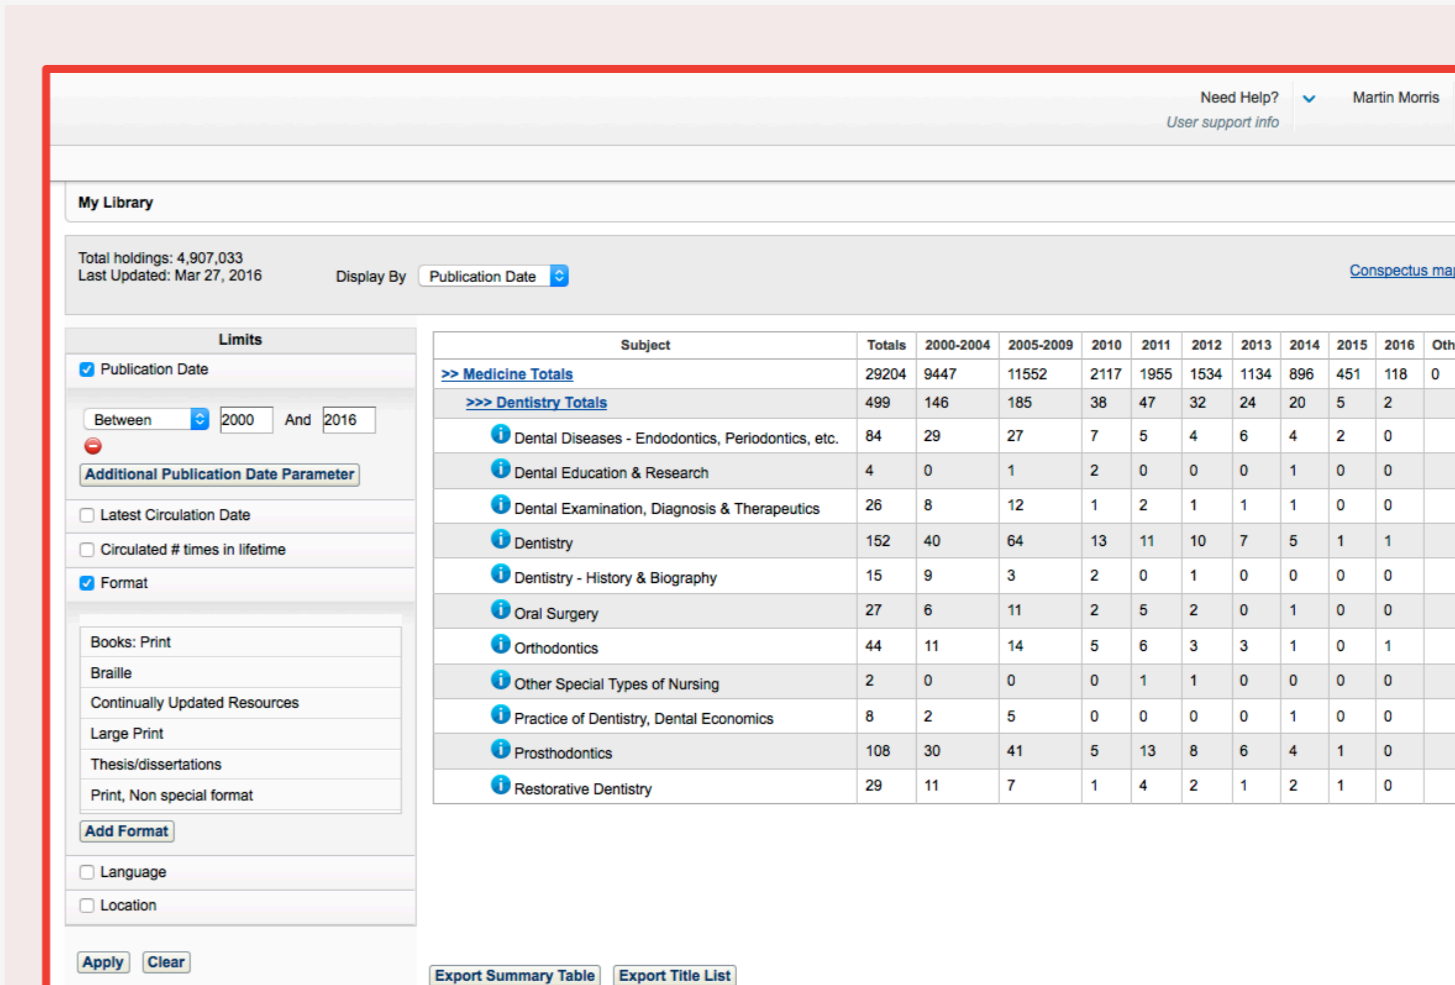 Need Help?
Martin Morris
User support info
My Library
Total holdings: 4,907,033
Last Updated: Mar 27, 2016
Display By Publication Date
Conspectus
Limits
Publication Date
Between 2000 And 2016
Additional Publication Date Parameter
Latest Circulation Date
Circulated # times in lifetime
Format
Books: Print
Braille
Continually Updated Resources
Large Print
Thesis/dissertations
Print, Non special format
Add Format
Language
Location
Apply Clear
Subject Totals 2000-2004 2005-2009 2010 2011 2012 2013 2014 2015 2016
>> Medicine Totals 29204 9447 11552 2117 1955 1534 1134 896 451 118 0
>>> Dentistry Totals 499 146 185 38 47 32 24 20 5 2
Dental Diseases - Endodontics, Periodontics, etc. 84 29 27 7 5 4 6 4 2 0
Dental Education & Research 4 0 1 2 0 0 0 1 0 0
Dental Examination, Diagnosis & Therapeutics 26 8 12 1 2 1 1 1 0 0
Dentistry 152 40 64 13 11 10 7 5 1 1
Dentistry - History & Biography 15 9 3 2 0 1 0 0 0 0
Oral Surgery 27 6 11 2 5 2 0 1 0 0
Orthodontics 44 11 14 5 6 3 3 1 0 1
Other Special Types of Nursing 2 0 0 0 1 1 0 0 0 0
Practice of Dentistry, Dental Economics 8 2 5 0 0 0 0 1 0 0
Prosthodontics 108 30 41 5 13 8 6 4 1 0
Restorative Dentistry 29 11 7 1 4 2 1 2 1 0
Export Summary Table Export Title List